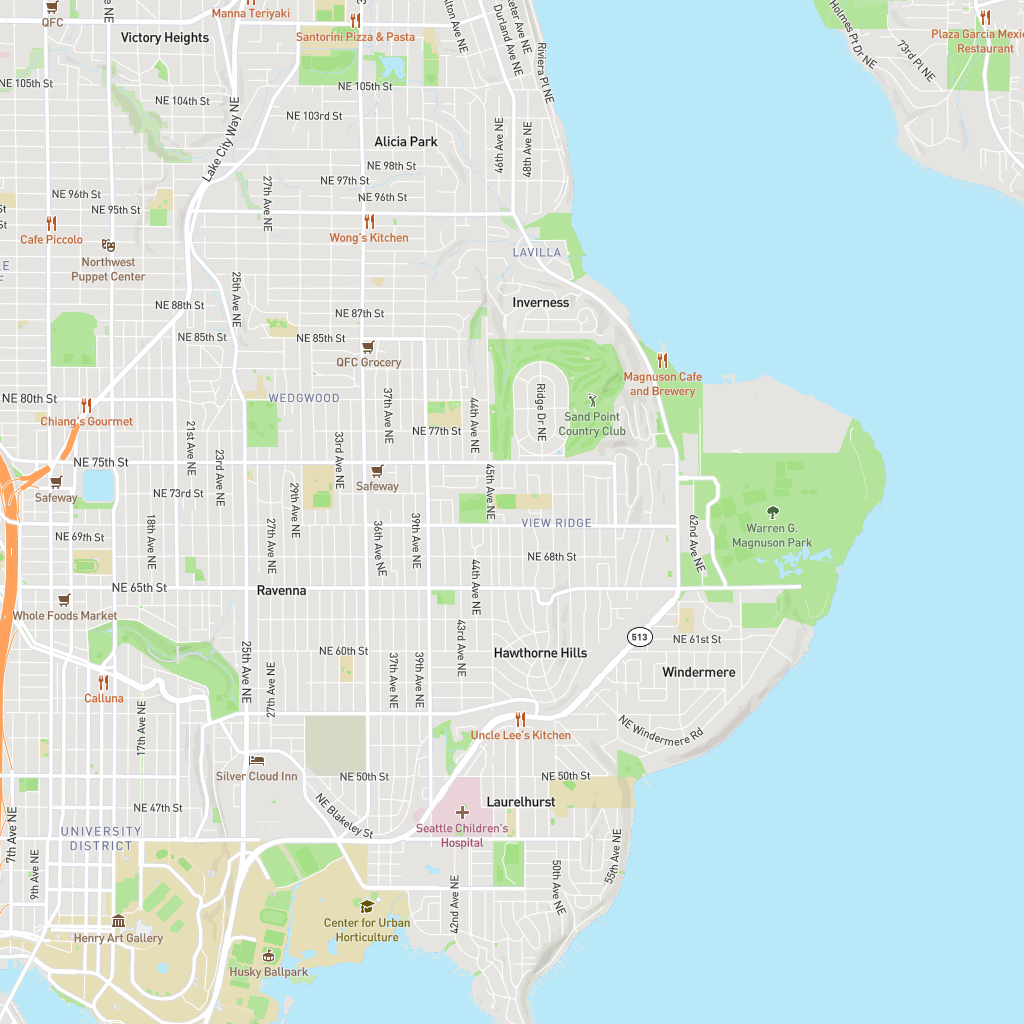 QFC
Manna Teriyaki
Victory Heights
Santorini Pizza & Pasta
Durland Ave NE
Riviera Pl NE
Holmes Pt Dr NE
73rd Pl NE
Plaza Garcia Mexic
Restaurant
NE 105th St
NE 105th St
NE 104th St
NE 103rd St
Lake City Way NE
Alicia Park
46th Ave NE
48th Ave NE
NE 98th St
NE 97th St
NE 96th St
NE 96th St
NE 95th St
27th Ave NE
Cafe Piccolo
Wong's Kitchen
Northwest
Puppet Center
LAVILLA
25th Ave NE
Inverness
NE 88th St
NE 87th St
NE 85th St
NE 85th St
QFC Grocery
Magnuson Cafe
and Brewery
NE 80th St
WEDGWOOD
37th Ave NE
44th Ave NE
Ridge Dr NE
Sand Point
Country Club
Chiang's Gourmet
21st Ave NE
23rd Ave NE
33rd Ave NE
NE 77th St
NE 75th St
Safeway
Safeway
45th Ave NE
NE 73rd St
29th Ave NE
18th Ave NE
27th Ave NE
36th Ave NE
39th Ave NE
VIEW RIDGE
62nd Ave NE
Warren G.
Magnuson Park
NE 69th St
NE 68th St
44th Ave NE
NE 65th St
Ravenna
Whole Foods Market
43rd Ave NE
513
NE 61st St
NE 60th St
Hawthorne Hills
Windermere
25th Ave NE
27th Ave NE
37th Ave NE
39th Ave NE
Calluna
17th Ave NE
Uncle Lee's Kitchen
NE Windermere Rd
Silver Cloud Inn
NE 50th St
NE 50th St
NE 47th St
NE Blakeley St
Laurelhurst
7th Ave NE
UNIVERSITY
DISTRICT
Seattle Children's
Hospital
9th Ave NE
42nd Ave NE
50th Ave NE
55th Ave NE
Henry Art Gallery
Center for Urban
Horticulture
Husky Ballpark